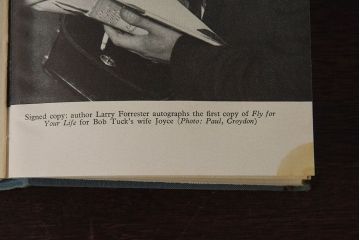 Signed copy: author Larry Forrester autographs the first copy of Fly for
Your Life for Bob Tuck's wife Joyce (Photo: Paul, Croydon)